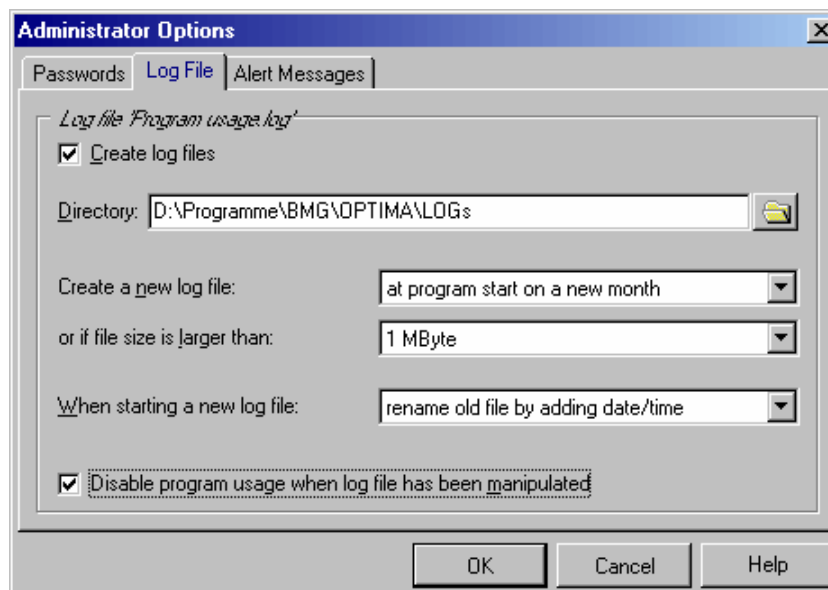 Administrator Options
Passwords Log File Alert Messages
Log file 'Program usage.log'
Create log files
Directory: D:\Programme\BMG\OPTIMA\LOGs
Create a new log file: at program start on a new month
or if file size is larger than: 1 MByte
When starting a new log file: rename old file by adding date/time
Disable program usage when log file has been manipulated
OK Cancel Help